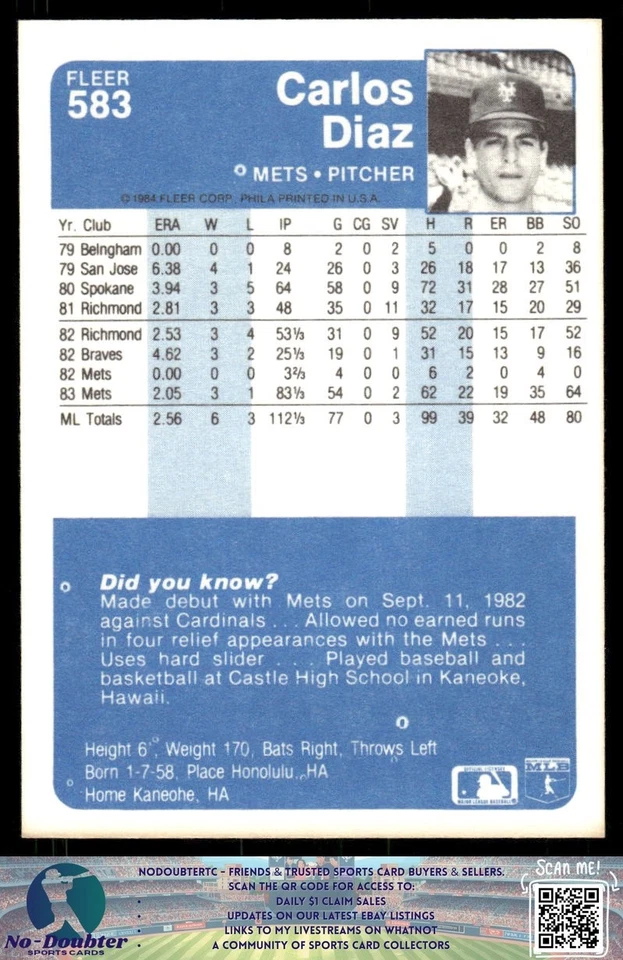 FLEER
583
Carlos
Diaz
METS • PITCHER
© 1984 FLEER CORP. PHILA PRINTED IN U.S.A.
Yr. Club ERA W L IP G CG SV H R ER BB SO
79 Belngham 0.00 0 0 8 2 0 2 5 0 0 2 8
79 San Jose 6.38 4 1 24 26 0 3 26 18 17 13 36
80 Spokane 3.94 3 5 64 58 0 9 72 31 28 27 51
81 Richmond 2.81 3 3 48 35 0 11 32 17 15 20 29
82 Richmond 2.53 3 4 53⅓ 31 0 9 52 20 15 17 52
82 Braves 4.62 3 2 25⅓ 19 0 1 31 15 13 9 16
82 Mets 0.00 0 0 3⅔ 4 0 0 6 2 0 4 0
83 Mets 2.05 3 1 83⅓ 54 0 2 62 22 19 35 64
ML Totals 2.56 6 3 112⅓ 77 0 3 99 39 32 48 80
Did you know?
Made debut with Mets on Sept. 11, 1982
against Cardinals . . . Allowed no earned runs
in four relief appearances with the Mets . . .
Uses hard slider . . . Played baseball and
basketball at Castle High School in Kaneoke,
Hawaii.
Height 6', Weight 170, Bats Right, Throws Left
Born 1-7-58, Place Honolulu, HA
Home Kaneohe, HA
MLB
SCAN ME!
NODOUBTERTC - FRIENDS & TRUSTED SPORTS CARD BUYERS & SELLERS.
SCAN THE QR CODE FOR ACCESS TO:
• DAILY $1 CLAIM SALES
• UPDATES ON OUR LATEST EBAY LISTINGS
• LINKS TO MY LIVESTREAMS ON WHATNOT
• A COMMUNITY OF SPORTS CARD COLLECTORS
No-Doubter
SPORTS CARDS